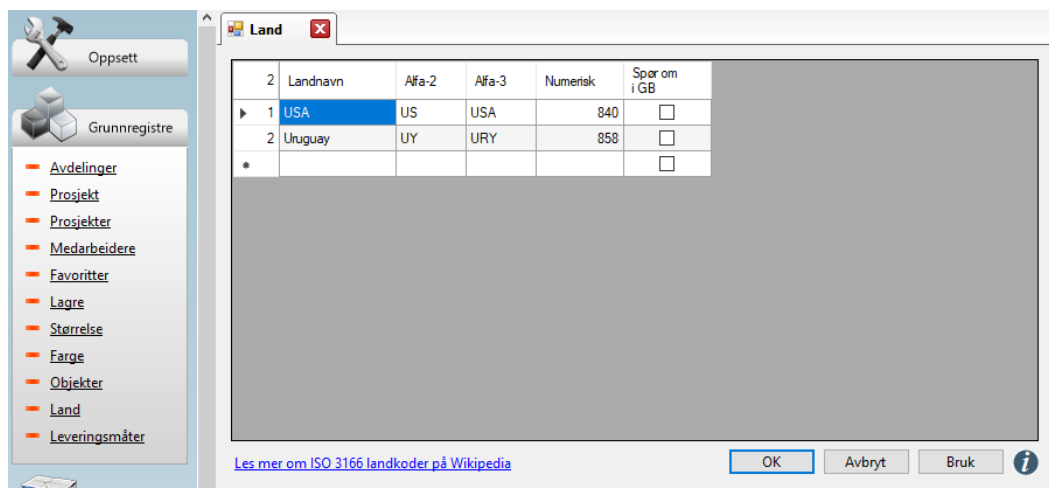 Oppsett
Grunnregistre
Avdelinger
Prosjekt
Prosjekter
Medarbeidere
Favoritter
Lagre
Størrelse
Farge
Objekter
Land
Leveringsmåter
Land
2 Landnavn Alfa-2 Alfa-3 Numerisk Spør om i GB
1 USA US USA 840
2 Uruguay UY URY 858
Les mer om ISO 3166 landkoder på Wikipedia
OK Avbryt Bruk